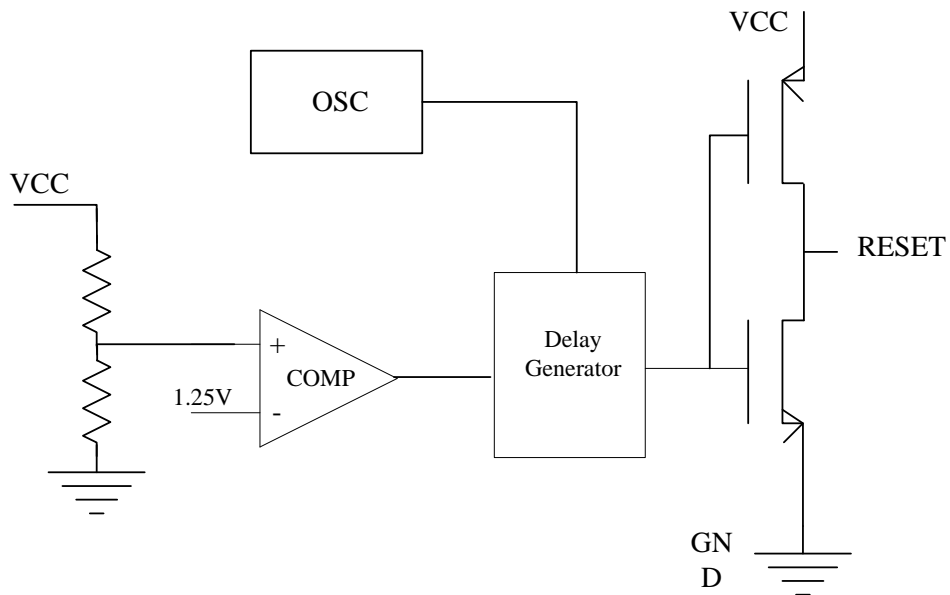 VCC
OSC
VCC
RESET
+
COMP
1.25V
-
Delay
Generator
GN
D